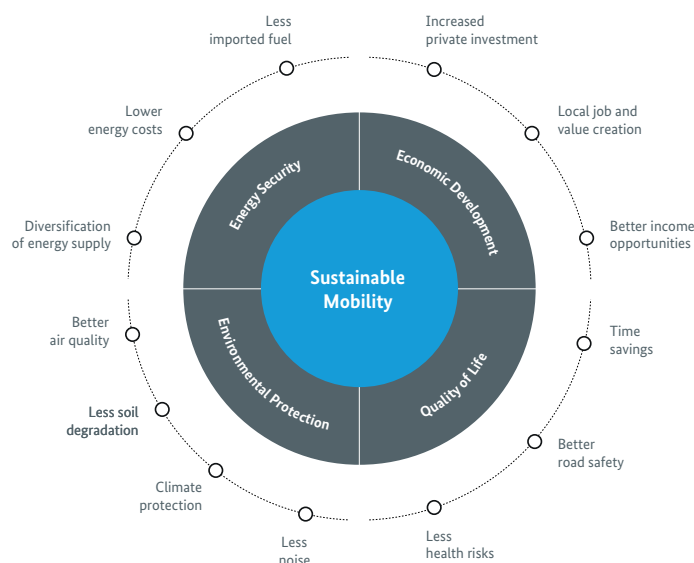 Less
imported fuel
Increased
private investment
Lower
energy costs
Local job and
value creation
Energy Security
Economic Development
Diversification
of energy supply
Better income
opportunities
Sustainable
Mobility
Better
air quality
Time
savings
Environmental Protection
Quality of Life
Less soil
degradation
Better
road safety
Climate
protection
Less
noise
Less
health risks